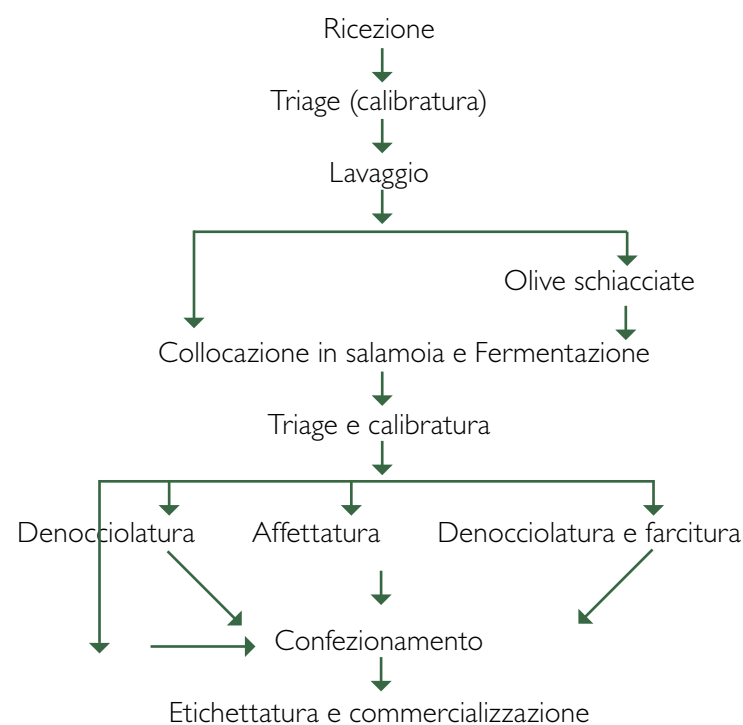 Ricezione
Triage (calibratura)
Lavaggio
Olive schiacciate
Collocazione in salamoia e Fermentazione
Triage e calibratura
Denocciolatura Affettatura Denocciolatura e farcitura
Confezionamento
Etichettatura e commercializzazione